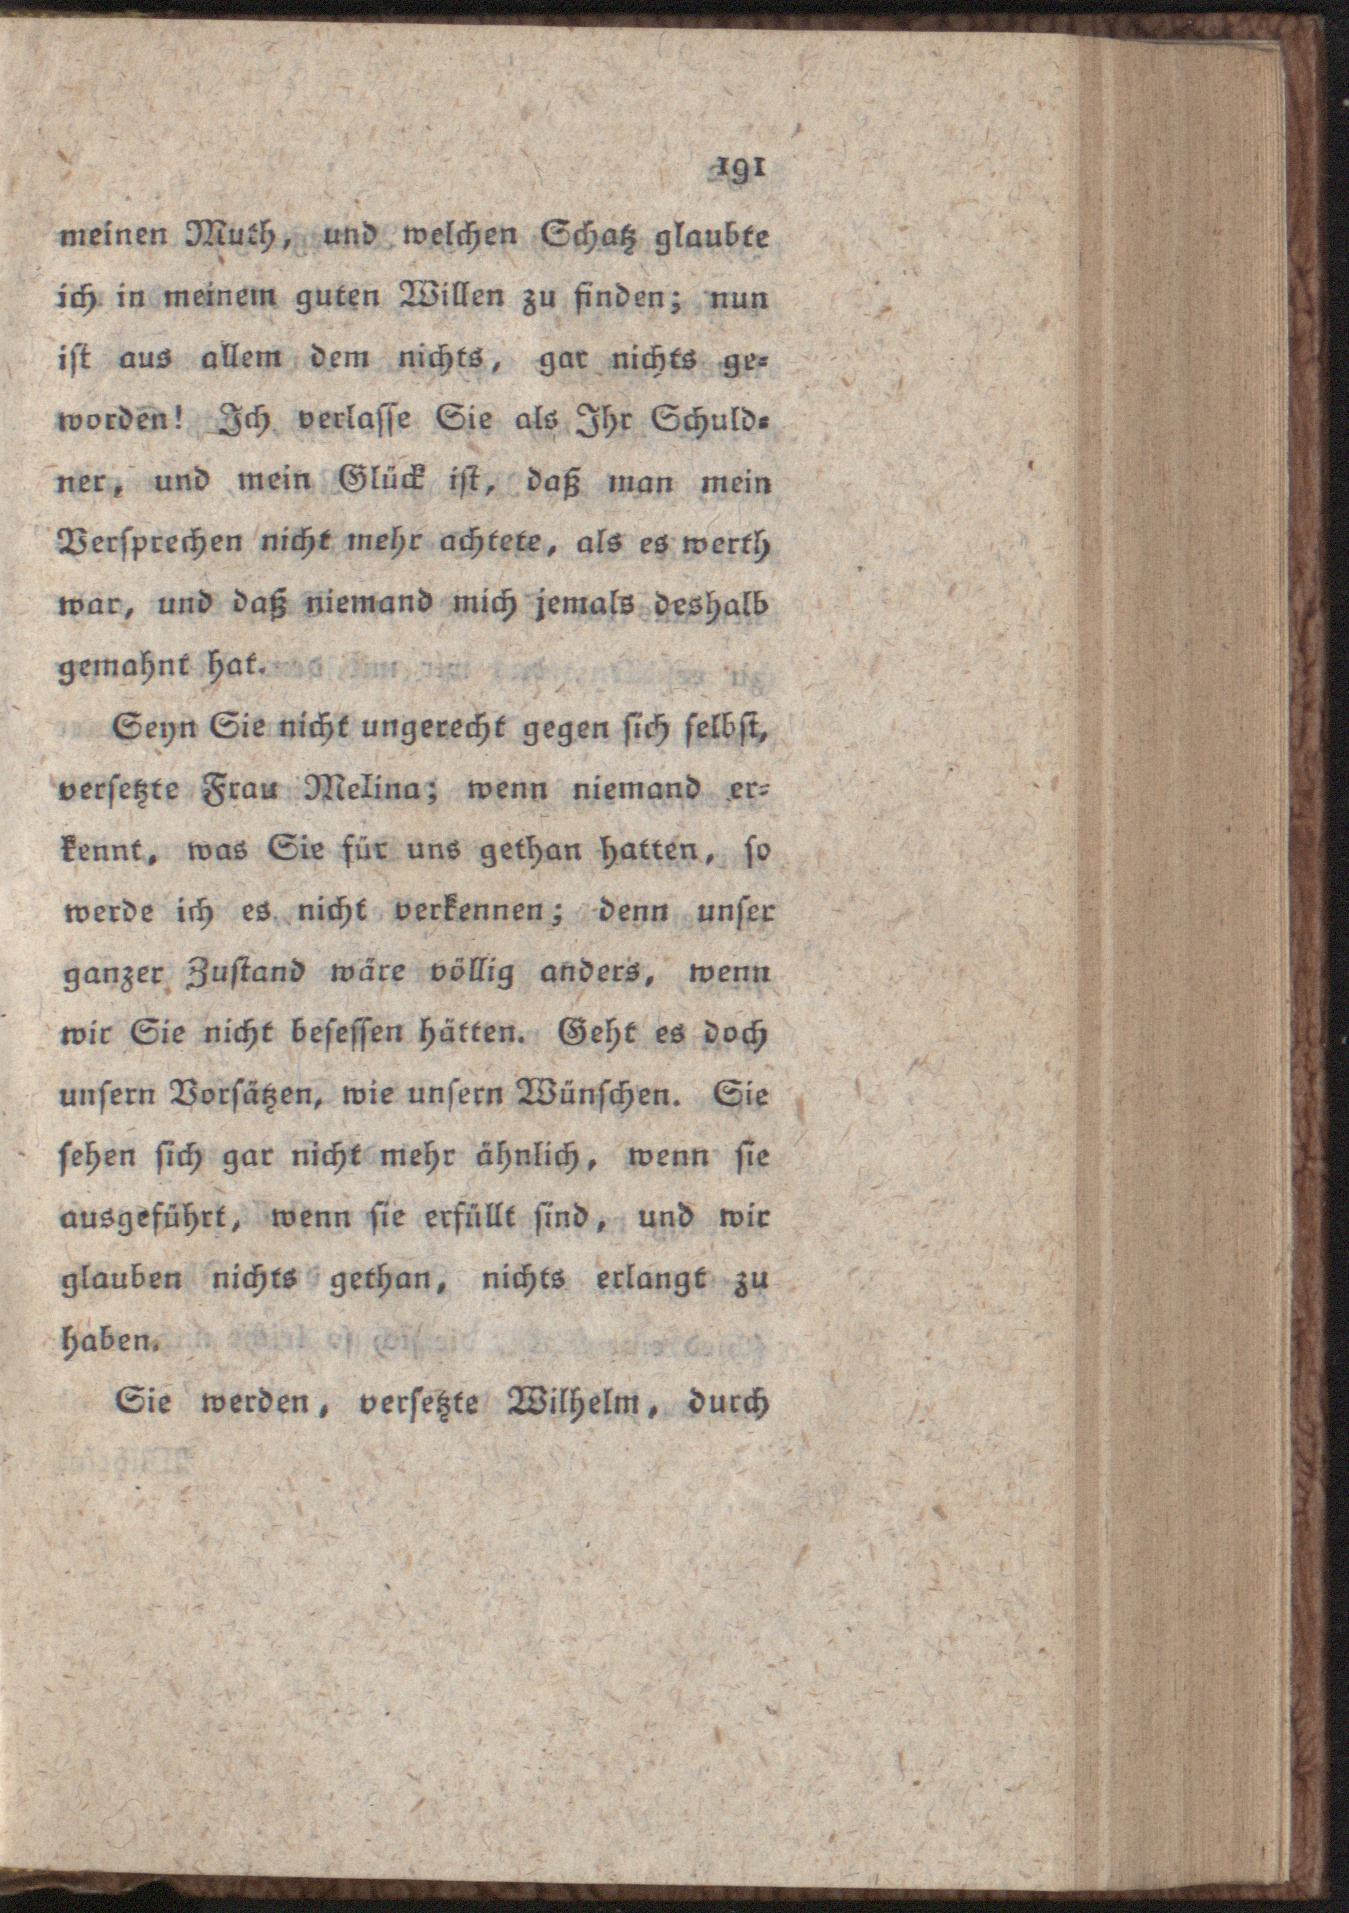 191
meinen Muth, und welchen Schatz glaubte
ich in meinem guten Willen zu finden; nun
iſt aus allem dem nichts, gar nichts ge⸗
worden! Ich verlaſſe Sie als Ihr Schuld⸗
ner, und mein Glück iſt, daß man mein
Verſprechen nicht mehr achtete, als es werth
war, und daß niemand mich jemals deshalb
gemahnt hat.
Seyn Sie nicht ungerecht gegen ſich ſelbſt,
verſetzte Frau Melina; wenn niemand er⸗
kennt, was Sie für uns gethan hatten, ſo
werde ich es nicht verkennen; denn unſer
ganzer Zuſtand wäre völlig anders, wenn
wir Sie nicht beſeſſen hätten. Geht es doch
unſern Vorſätzen, wie unſern Wünſchen. Sie
ſehen ſich gar nicht mehr ähnlich, wenn ſie
ausgeführt, wenn ſie erfüllt ſind, und wir
glauben nichts gethan, nichts erlangt zu
haben.
Sie werden, verſetzte Wilhelm, durch